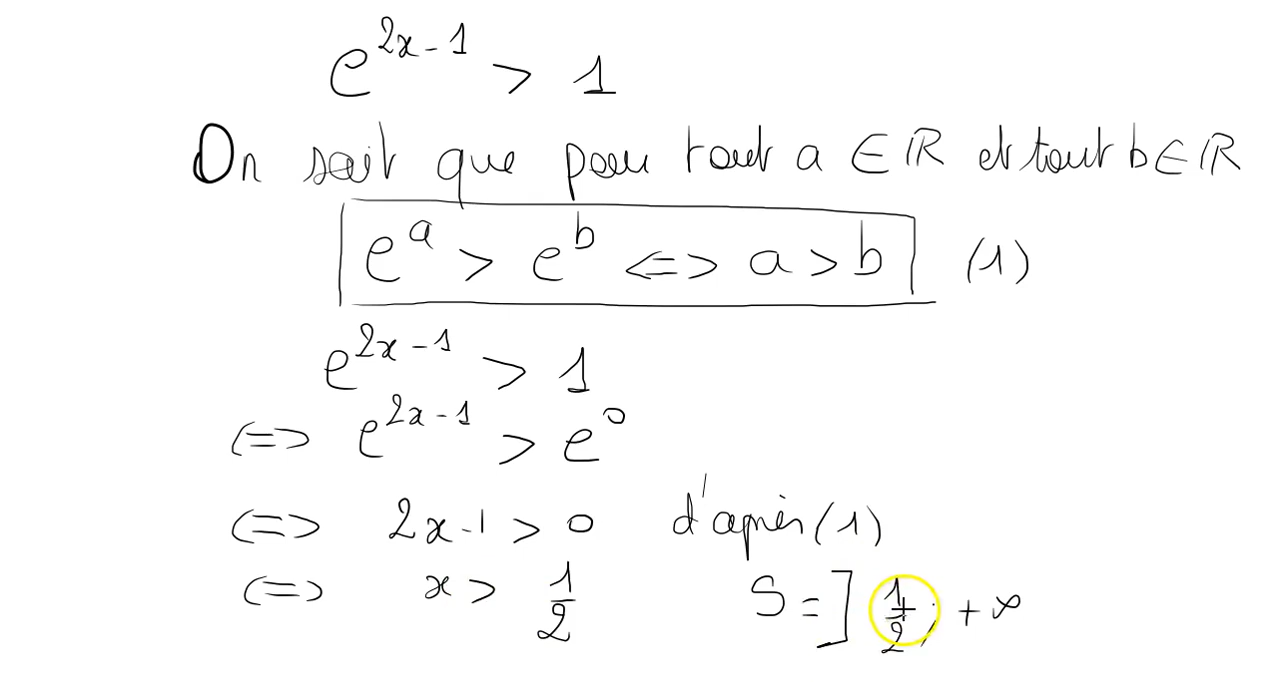 e^{2x-1} > 1
On sait que pour tout a ∈ ℝ et tout b ∈ ℝ
e^a > e^b <=> a > b (1)
e^{2x-1} > 1
<=> e^{2x-1} > e^0
<=> 2x-1 > 0 d'après (1)
<=> x > 1/2 S = ] 1/2 ; +∞